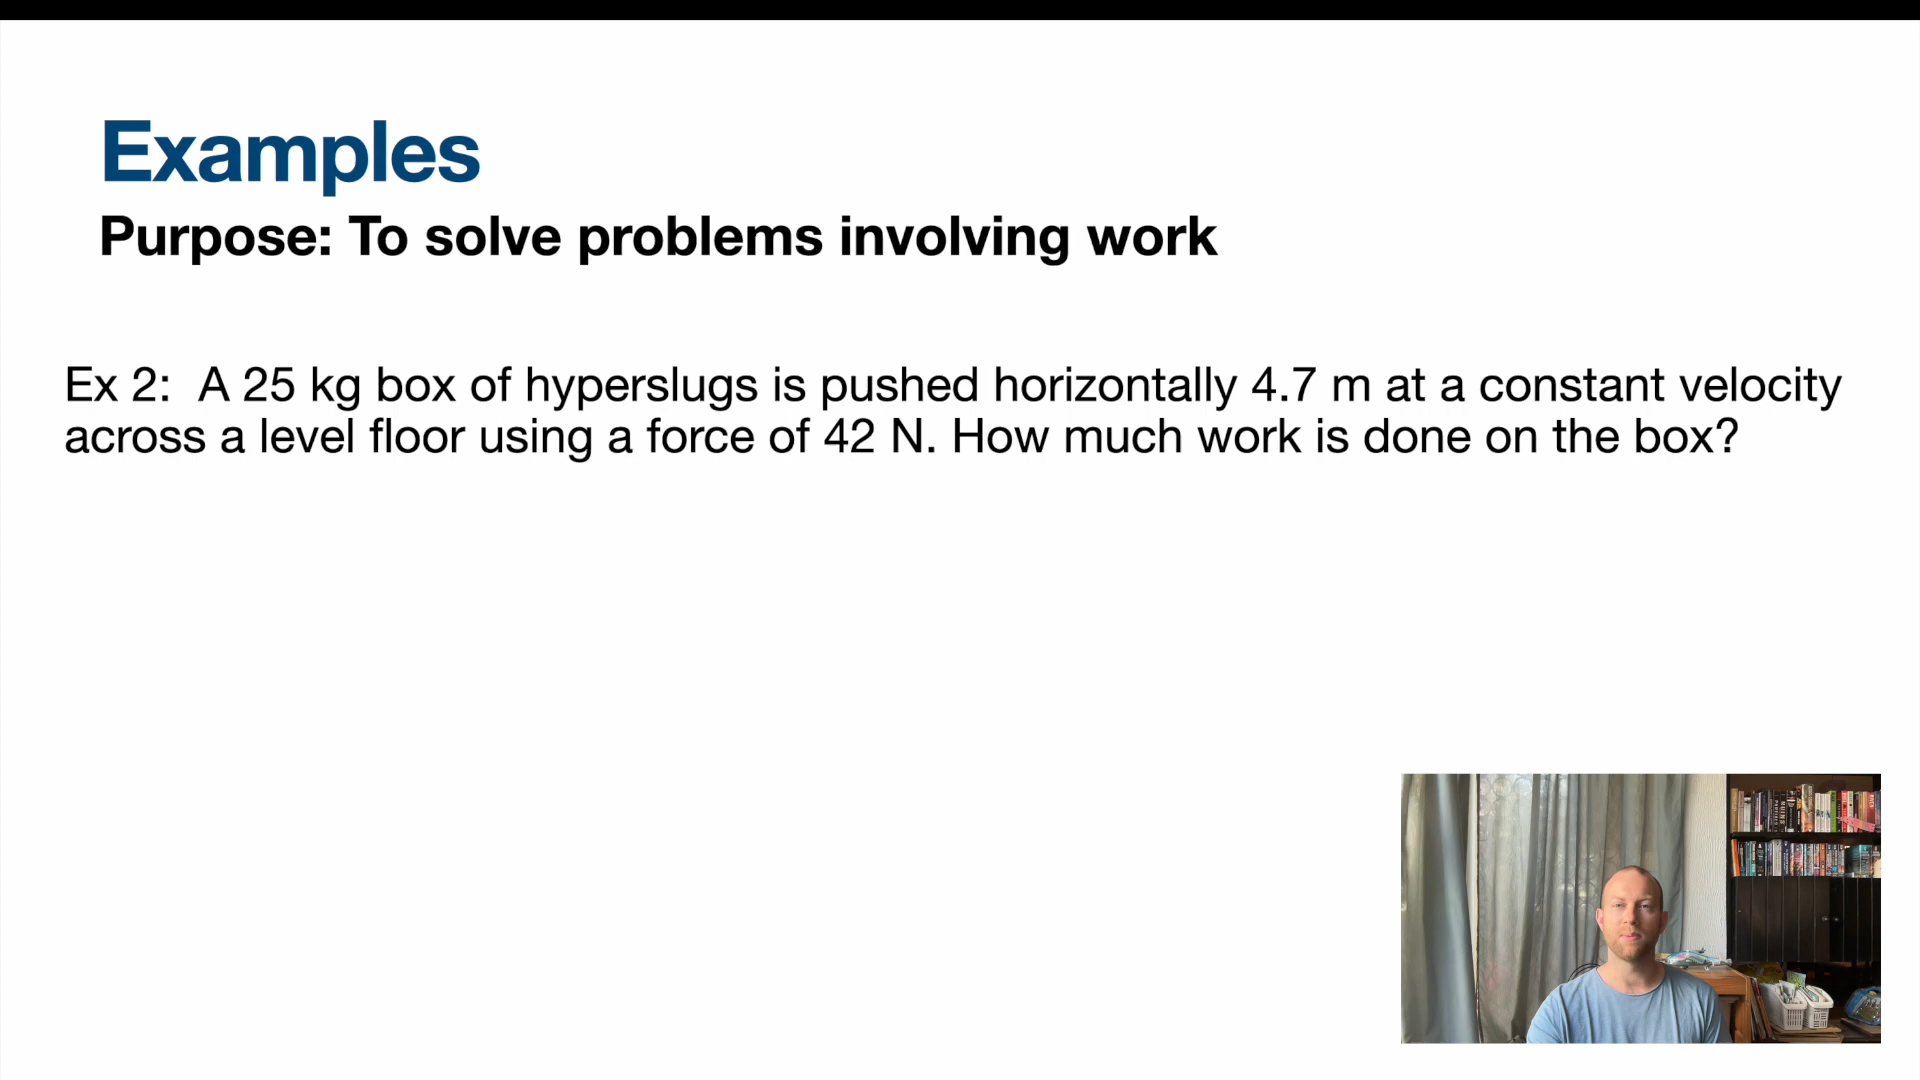 Examples
Purpose: To solve problems involving work
Ex 2:  A 25 kg box of hyperslugs is pushed horizontally 4.7 m at a constant velocity
across a level floor using a force of 42 N. How much work is done on the box?